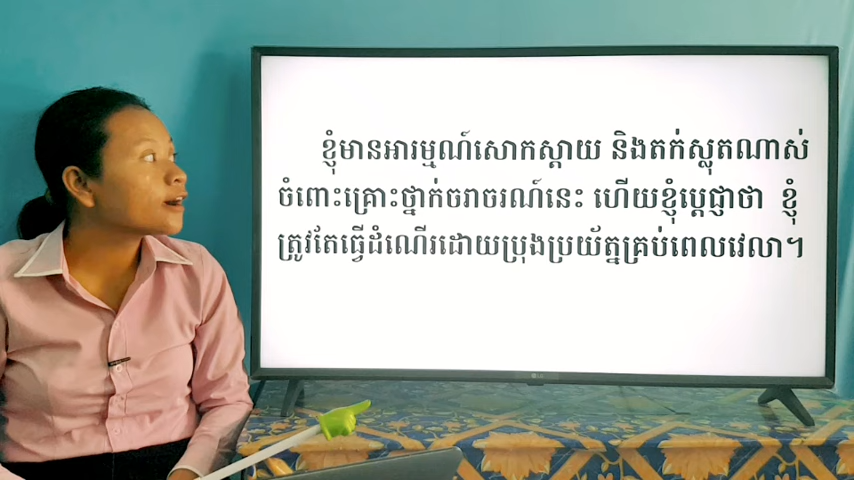 ខ្ញុំមានអារម្មណ៍សោកស្ដាយ និងតក់ស្លុតណាស់
ចំពោះគ្រោះថ្នាក់ចរាចរណ៍នេះ ហើយខ្ញុំប្ដេជ្ញាថា ខ្ញុំ
ត្រូវតែធ្វើដំណើរដោយប្រុងប្រយ័ត្នគ្រប់ពេលវេលា។
LG